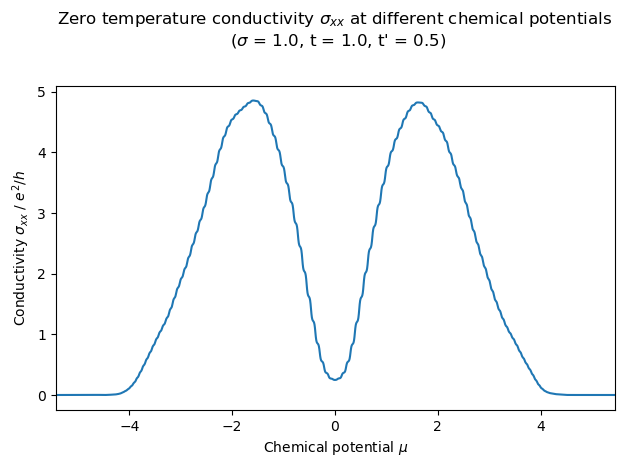 Zero temperature conductivity σxx at different chemical potentials
(σ = 1.0, t = 1.0, t' = 0.5)
5
4
3
2
1
0
Conductivity σxx / e²/h
−4
−2
0
2
4
Chemical potential μ